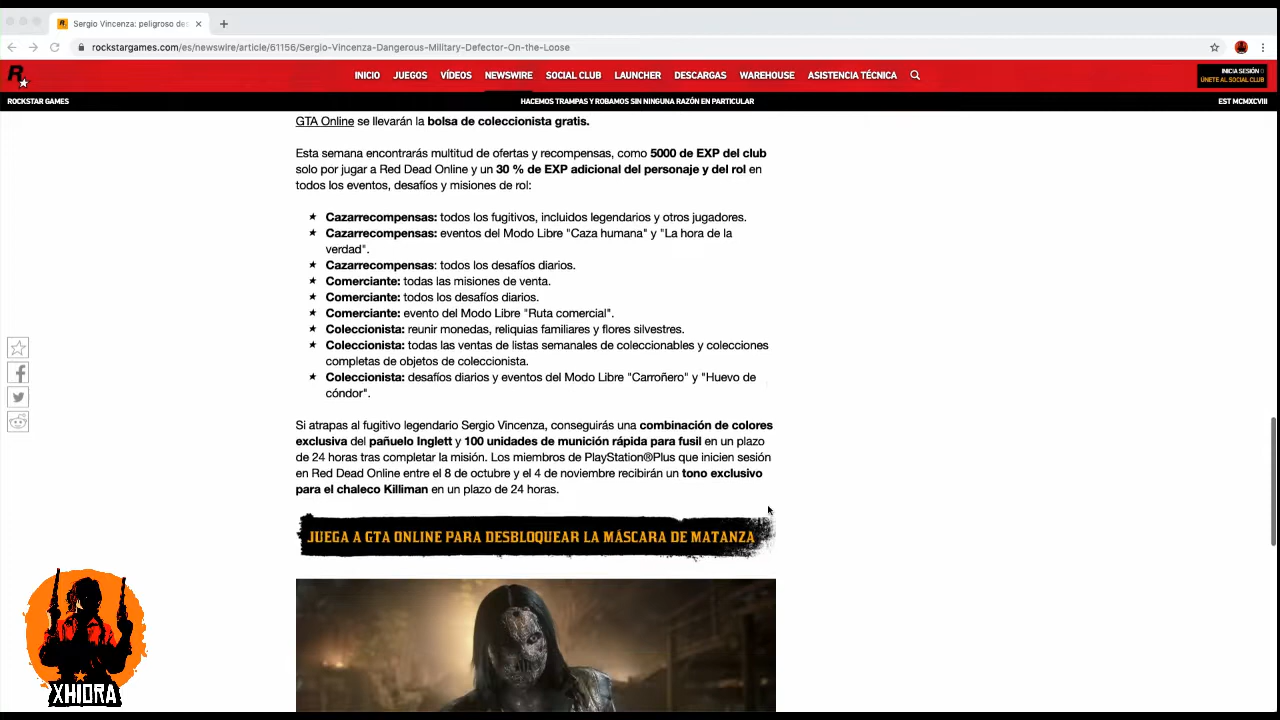 Sergio Vincenza: peligroso de
rockstargames.com/es/newswire/article/61156/Sergio-Vincenza-Dangerous-Military-Defector-On-the-Loose
R
INICIO JUEGOS VÍDEOS NEWSWIRE SOCIAL CLUB LAUNCHER DESCARGAS WAREHOUSE ASISTENCIA TÉCNICA
INICIA SESIÓN O
ÚNETE AL SOCIAL CLUB
ROCKSTAR GAMES HACEMOS TRAMPAS Y ROBAMOS SIN NINGUNA RAZÓN EN PARTICULAR EST MCMXCVIII
GTA Online se llevarán la bolsa de coleccionista gratis.
Esta semana encontrarás multitud de ofertas y recompensas, como 5000 de EXP del club
solo por jugar a Red Dead Online y un 30 % de EXP adicional del personaje y del rol en
todos los eventos, desafíos y misiones de rol:
Cazarrecompensas: todos los fugitivos, incluidos legendarios y otros jugadores.
Cazarrecompensas: eventos del Modo Libre "Caza humana" y "La hora de la
verdad".
Cazarrecompensas: todos los desafíos diarios.
Comerciante: todas las misiones de venta.
Comerciante: todos los desafíos diarios.
Comerciante: evento del Modo Libre "Ruta comercial".
Coleccionista: reunir monedas, reliquias familiares y flores silvestres.
Coleccionista: todas las ventas de listas semanales de coleccionables y colecciones
completas de objetos de coleccionista.
Coleccionista: desafíos diarios y eventos del Modo Libre "Carroñero" y "Huevo de
cóndor".
Si atrapas al fugitivo legendario Sergio Vincenza, conseguirás una combinación de colores
exclusiva del pañuelo Inglett y 100 unidades de munición rápida para fusil en un plazo
de 24 horas tras completar la misión. Los miembros de PlayStation®Plus que inicien sesión
en Red Dead Online entre el 8 de octubre y el 4 de noviembre recibirán un tono exclusivo
para el chaleco Killiman en un plazo de 24 horas.
JUEGA A GTA ONLINE PARA DESBLOQUEAR LA MÁSCARA DE MATANZA
XHIDRA